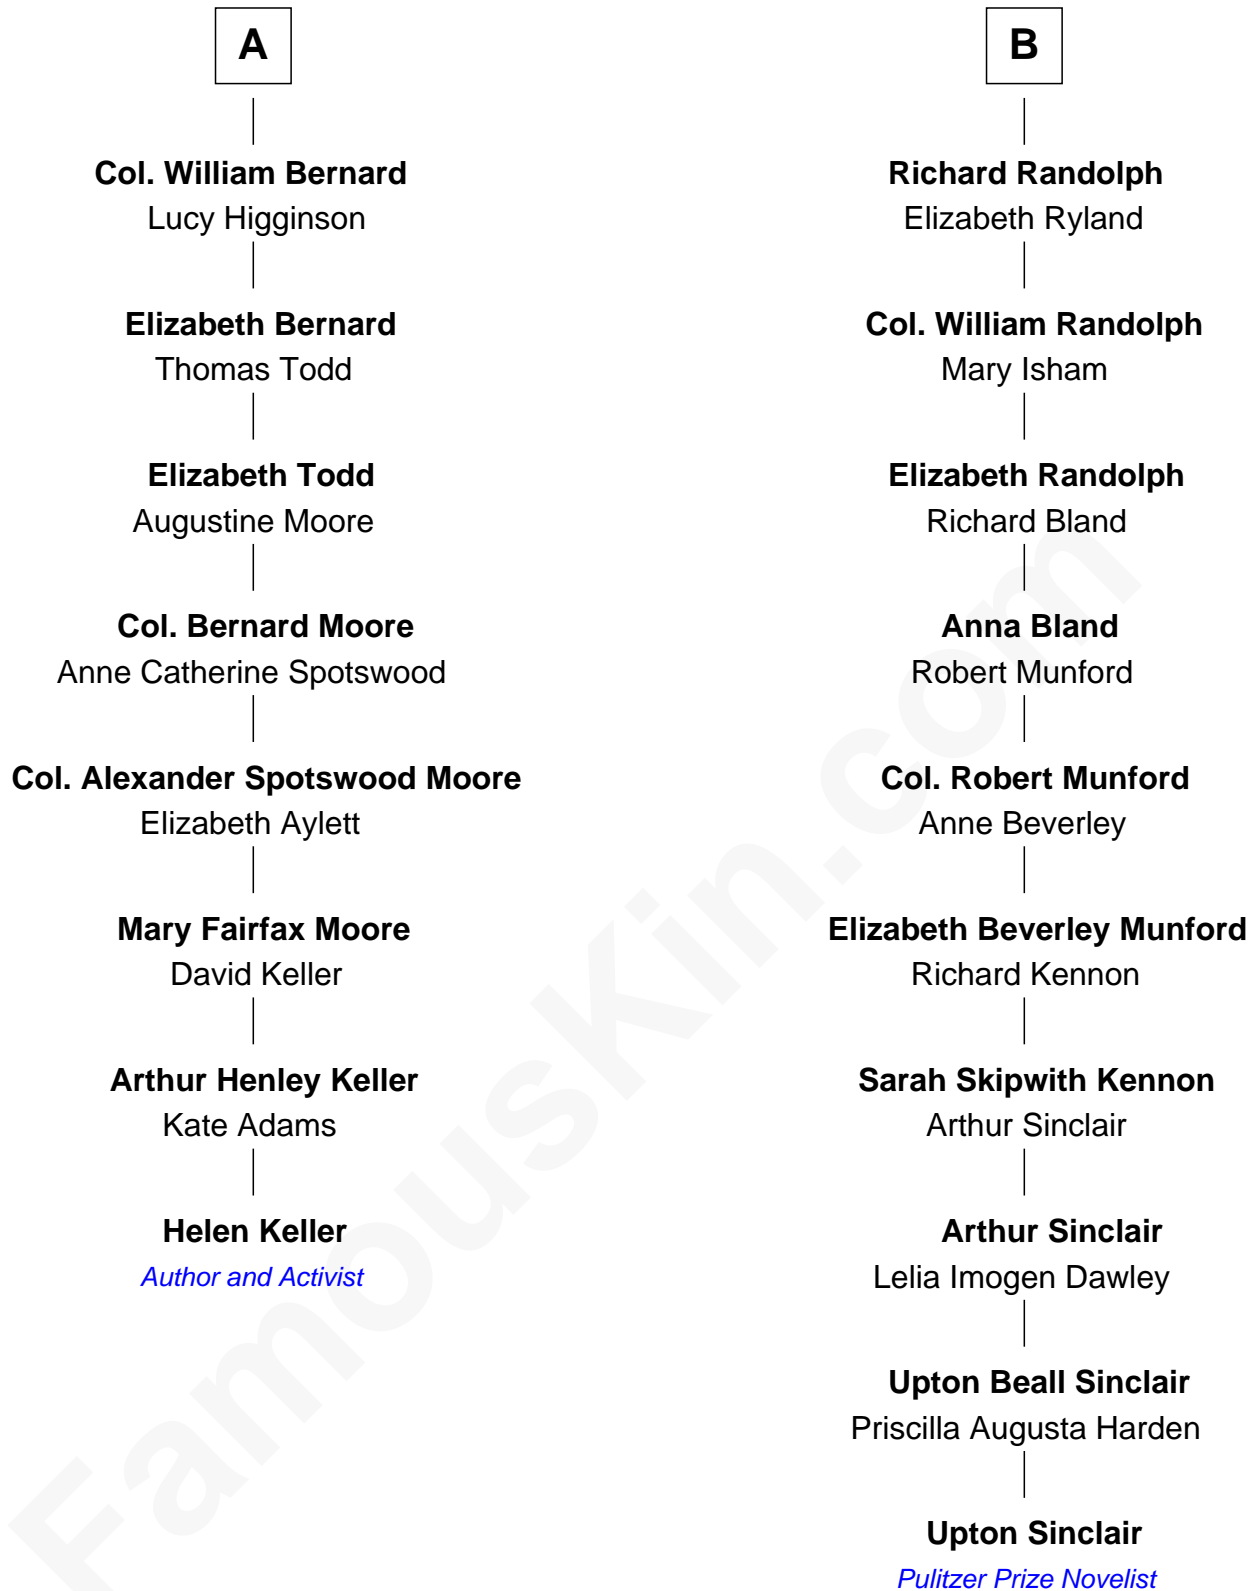 A
Col. William Bernard
Lucy Higginson
Elizabeth Bernard
Thomas Todd
Elizabeth Todd
Augustine Moore
Col. Bernard Moore
Anne Catherine Spotswood
Col. Alexander Spotswood Moore
Elizabeth Aylett
Mary Fairfax Moore
David Keller
Arthur Henley Keller
Kate Adams
Helen Keller
Author and Activist
B
Richard Randolph
Elizabeth Ryland
Col. William Randolph
Mary Isham
Elizabeth Randolph
Richard Bland
Anna Bland
Robert Munford
Col. Robert Munford
Anne Beverley
Elizabeth Beverley Munford
Richard Kennon
Sarah Skipwith Kennon
Arthur Sinclair
Arthur Sinclair
Lelia Imogen Dawley
Upton Beall Sinclair
Priscilla Augusta Harden
Upton Sinclair
Pulitzer Prize Novelist
FamousKin.com